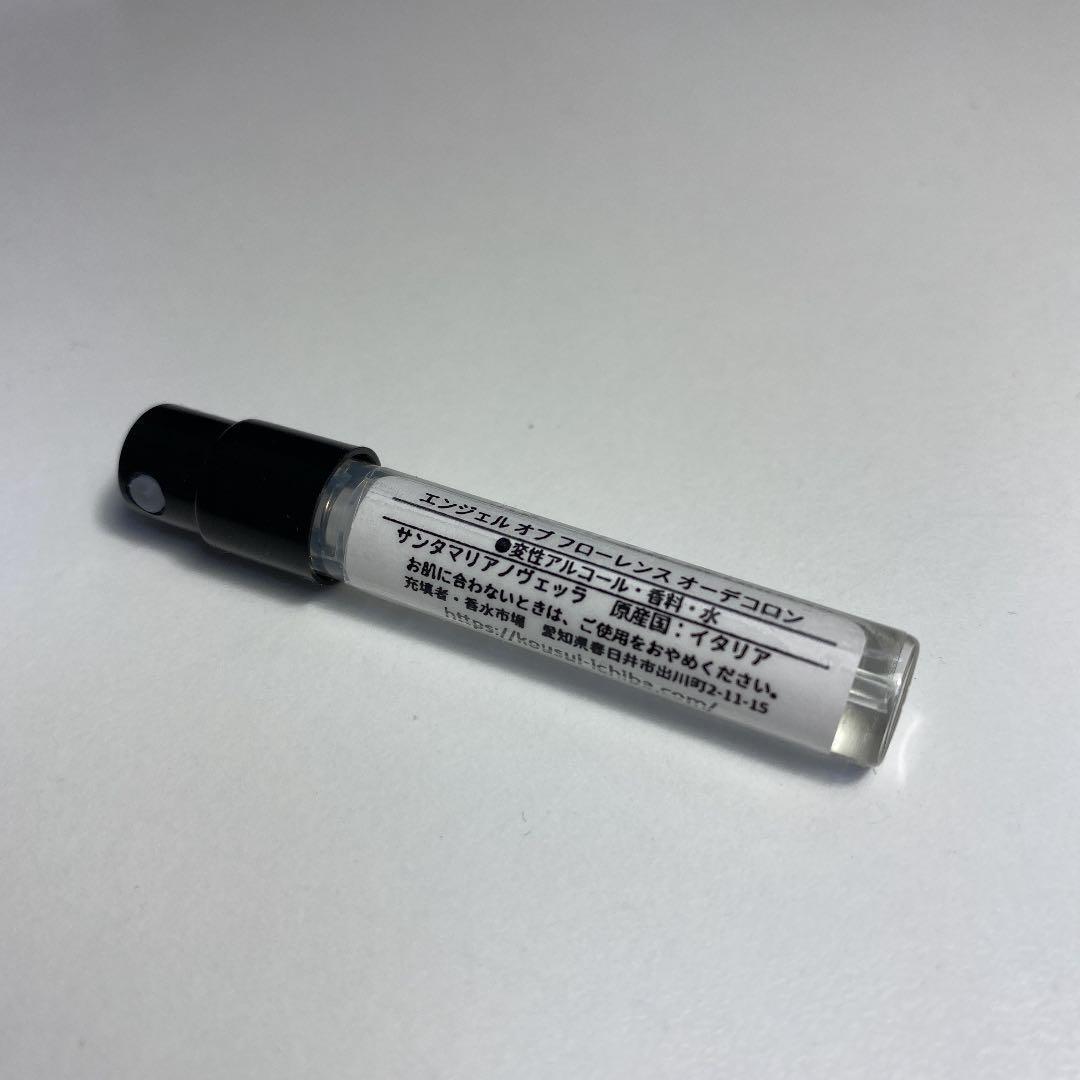 エンジェル オブ フローレンス オーデコロン
●変性アルコール・香料・水
サンタマリアノヴェッラ 原産国：イタリア
お肌に合わないときは、ご使用をおやめください。
充填者・香水市場 愛知県春日井市出川町2-11-15
https://kousui-ichiba.com/